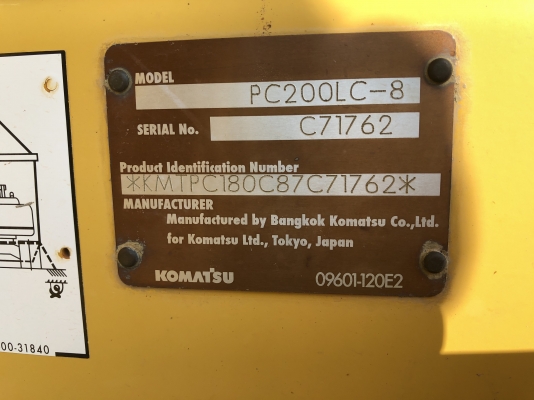 MODEL
PC200LC-8
SERIAL No.
C71762
Product Identification Number
*KMTPC180C87C71762*
MANUFACTURER
Manufactured by Bangkok Komatsu Co.,Ltd.
for Komatsu Ltd., Tokyo, Japan
KOMATSU
09601-120E2
00-31840